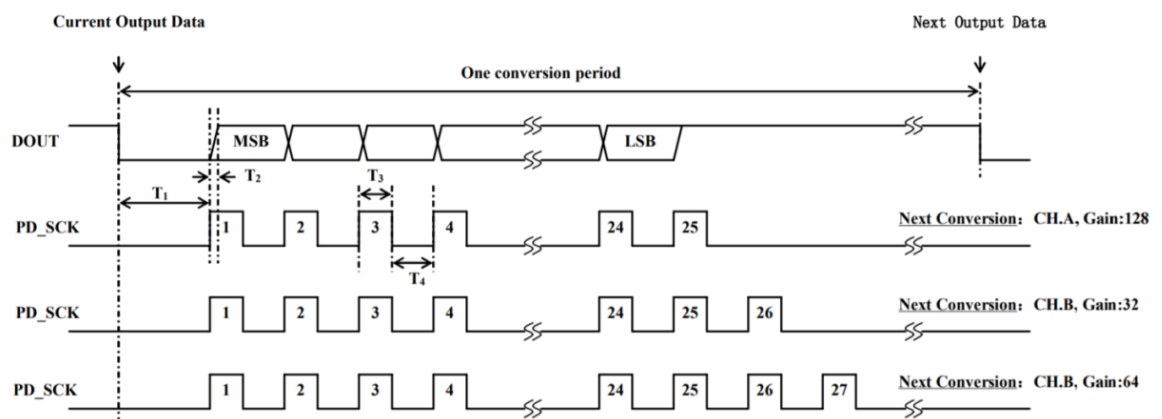 Current Output Data
Next Output Data
One conversion period
DOUT
MSB
LSB
T1
T2
T3
PD_SCK
1
2
3
4
24
25
Next Conversion： CH.A, Gain:128
T4
PD_SCK
1
2
3
4
24
25
26
Next Conversion： CH.B, Gain:32
PD_SCK
1
2
3
4
24
25
26
27
Next Conversion： CH.B, Gain:64